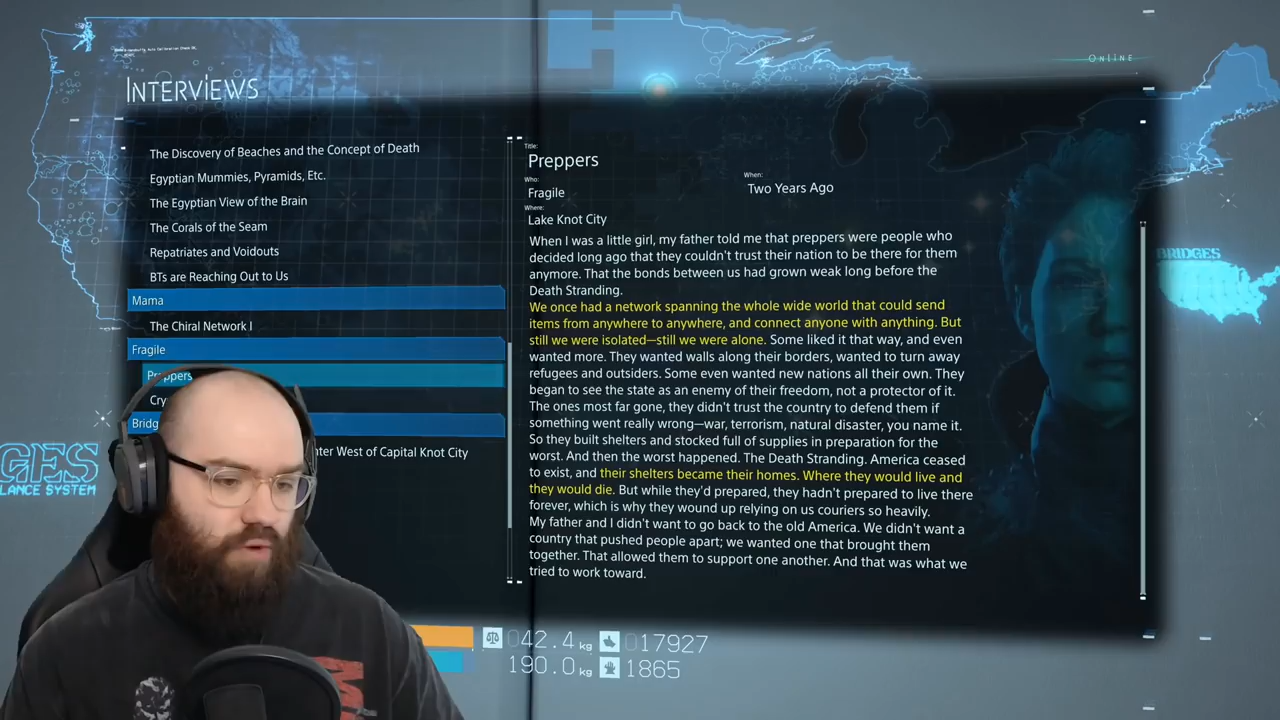 INTERVIEWS
ONLINE
The Discovery of Beaches and the Concept of Death
Egyptian Mummies, Pyramids, Etc.
The Egyptian View of the Brain
The Corals of the Seam
Repatriates and Voidouts
BTs are Reaching Out to Us
Mama
The Chiral Network I
Fragile
Preppers
Cry
Bridg
nter West of Capital Knot City
Title:
Preppers
Who:
Fragile
When:
Two Years Ago
Where:
Lake Knot City
When I was a little girl, my father told me that preppers were people who
decided long ago that they couldn't trust their nation to be there for them
anymore. That the bonds between us had grown weak long before the
Death Stranding.
We once had a network spanning the whole wide world that could send
items from anywhere to anywhere, and connect anyone with anything. But
still we were isolated—still we were alone. Some liked it that way, and even
wanted more. They wanted walls along their borders, wanted to turn away
refugees and outsiders. Some even wanted new nations all their own. They
began to see the state as an enemy of their freedom, not a protector of it.
The ones most far gone, they didn't trust the country to defend them if
something went really wrong—war, terrorism, natural disaster, you name it.
So they built shelters and stocked full of supplies in preparation for the
worst. And then the worst happened. The Death Stranding. America ceased
to exist, and their shelters became their homes. Where they would live and
they would die. But while they'd prepared, they hadn't prepared to live there
forever, which is why they wound up relying on us couriers so heavily.
My father and I didn't want to go back to the old America. We didn't want a
country that pushed people apart; we wanted one that brought them
together. That allowed them to support one another. And that was what we
tried to work toward.
BRIDGES
GES
LANCE SYSTEM
042.4 kg 017927
190.0 kg 1865